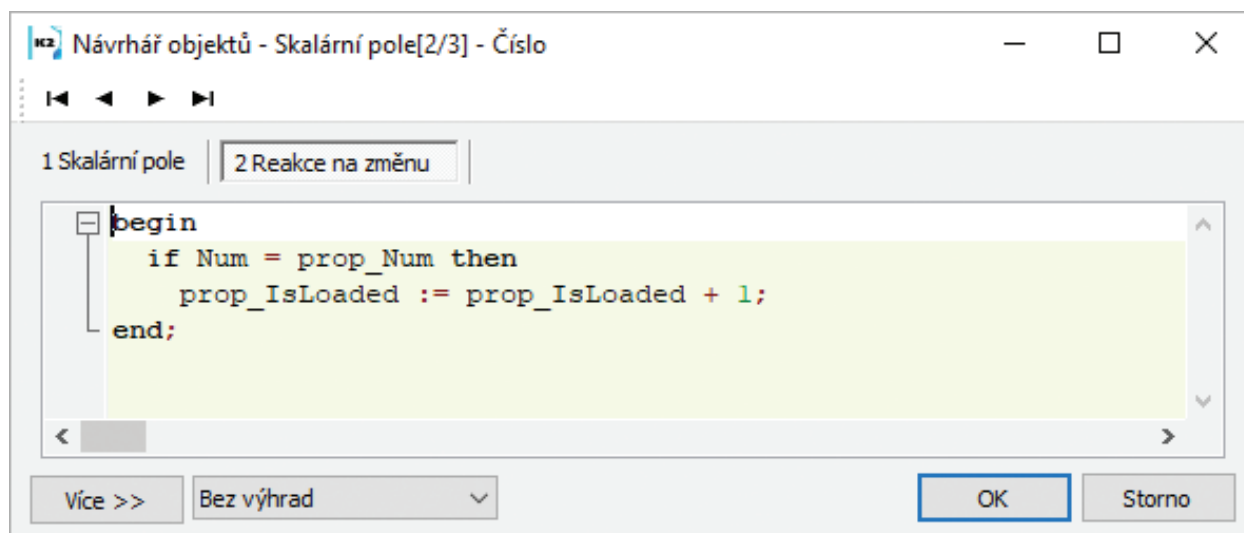 K2 Návrhář objektů - Skalární pole[2/3] - Číslo
1 Skalární pole 2 Reakce na změnu
begin
if Num = prop_Num then
prop_IsLoaded := prop_IsLoaded + 1;
end;
Více >> Bez výhrad OK Storno